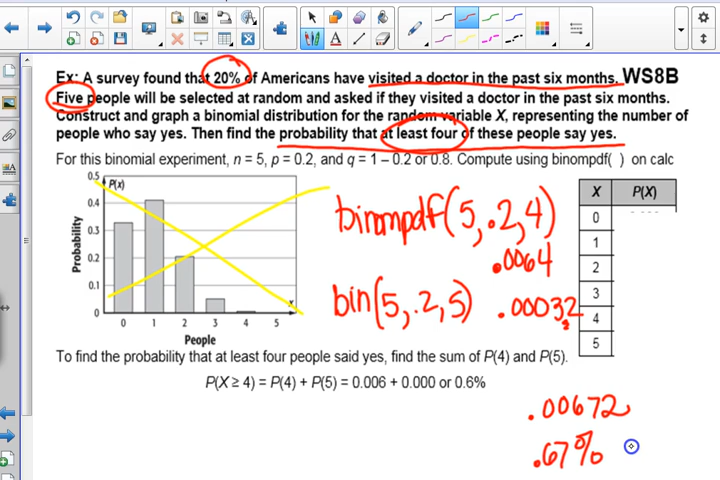 Ex: A survey found that 20% of Americans have visited a doctor in the past six months. WS8B
Five people will be selected at random and asked if they visited a doctor in the past six months.
Construct and graph a binomial distribution for the random variable X, representing the number of
people who say yes. Then find the probability that at least four of these people say yes.
For this binomial experiment, n = 5, p = 0.2, and q = 1 – 0.2 or 0.8. Compute using binompdf( ) on calc
0.5
P(x)
0.4
0.3
0.2
0.1
0
Probability
x
0 1 2 3 4 5
People
binompdf(5, .2, 4)
.0064
bin(5, .2, 5) .00032
X P(X)
0
1
2
3
4
5
To find the probability that at least four people said yes, find the sum of P(4) and P(5).
P(X ≥ 4) = P(4) + P(5) = 0.006 + 0.000 or 0.6%
.00672
.67%